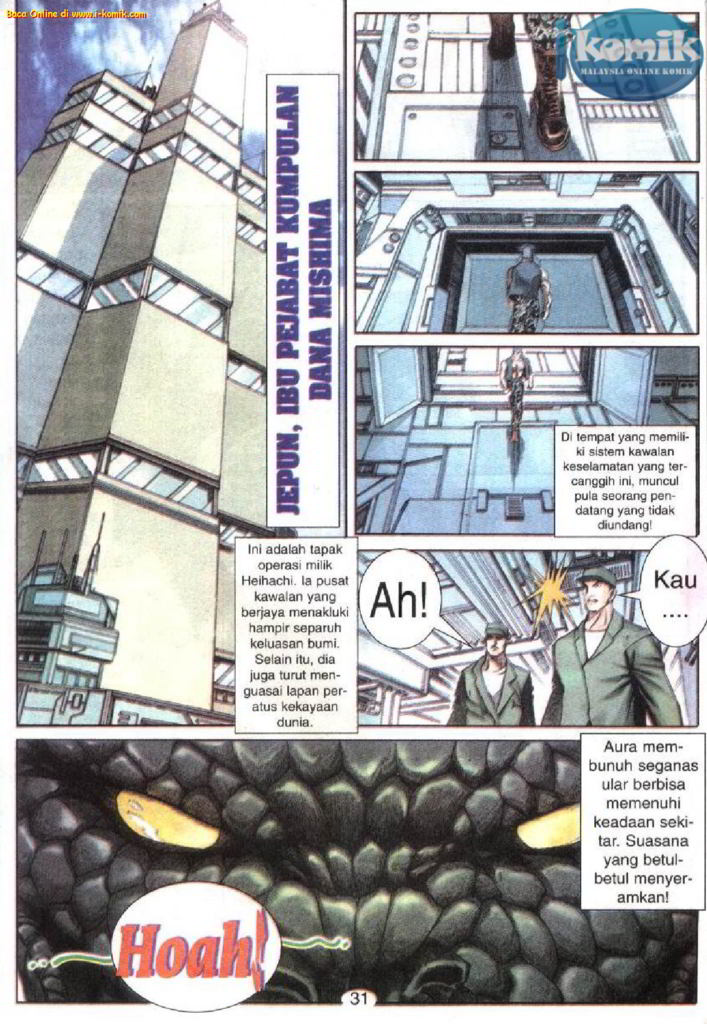 Baca Online di www.i-komik.com
ikomik
MALAYSIA ONLINE KOMIK
JEPUN, IBU PEJABAT KUMPULAN
DANA MISHIMA
Di tempat yang memili-
ki sistem kawalan
keselamatan yang ter-
canggih ini, muncul
pula seorang pen-
datang yang tidak
diundang!
Ini adalah tapak
operasi milik
Heihachi. Ia pusat
kawalan yang
berjaya menakluki
hampir separuh
keluasan bumi.
Selain itu, dia
juga turut men-
guasai lapan per-
atus kekayaan
dunia.
Ah!
Kau
....
Aura mem-
bunuh seganas
ular berbisa
memenuhi
keadaan seki-
tar. Suasana
yang betul-
betul menyer-
amkan!
Hoah!
31